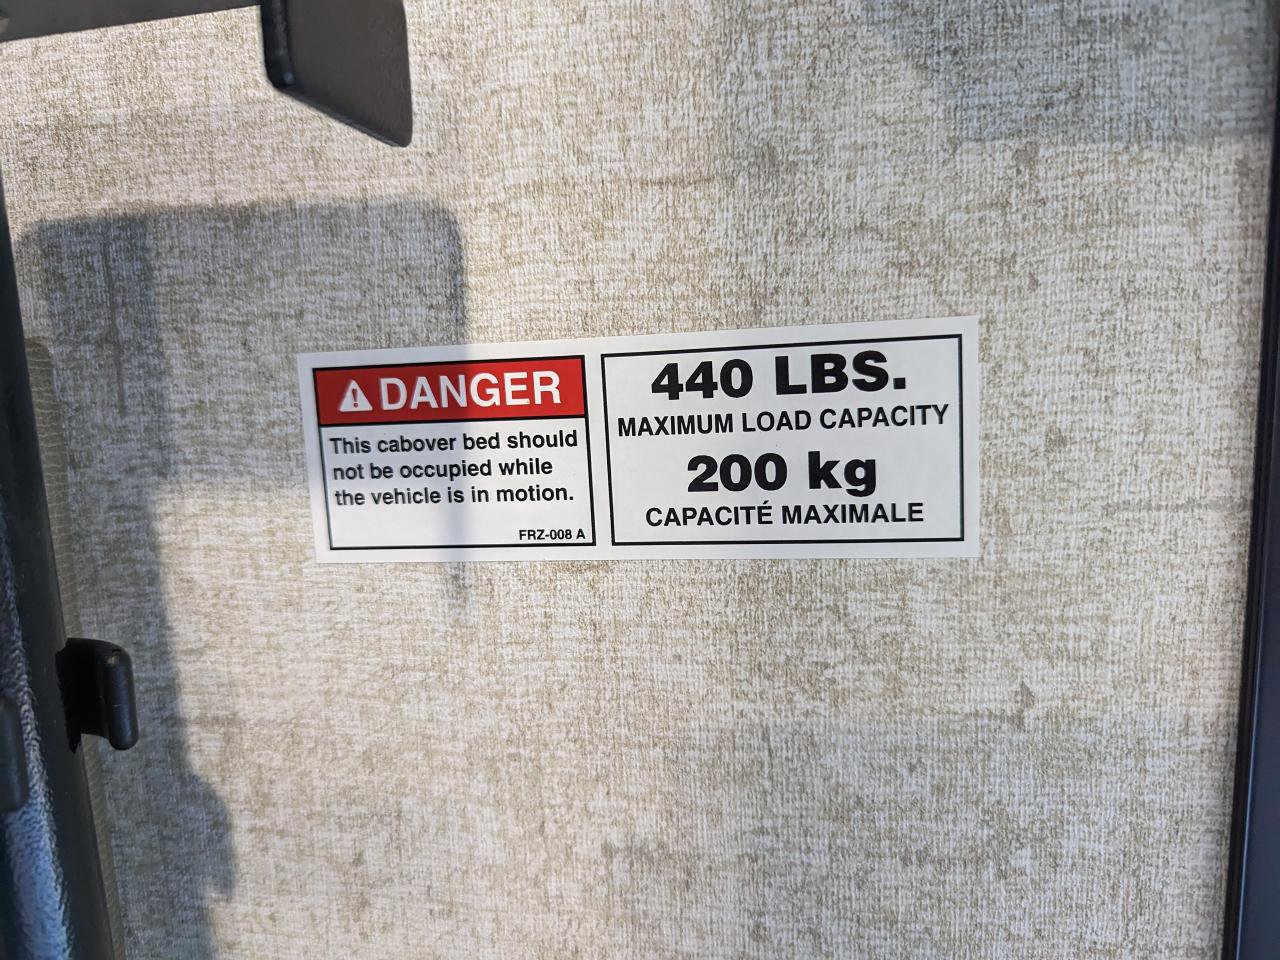 DANGER
This cabover bed should
not be occupied while
the vehicle is in motion.
FRZ-008 A
440 LBS.
MAXIMUM LOAD CAPACITY
200 kg
CAPACITÉ MAXIMALE